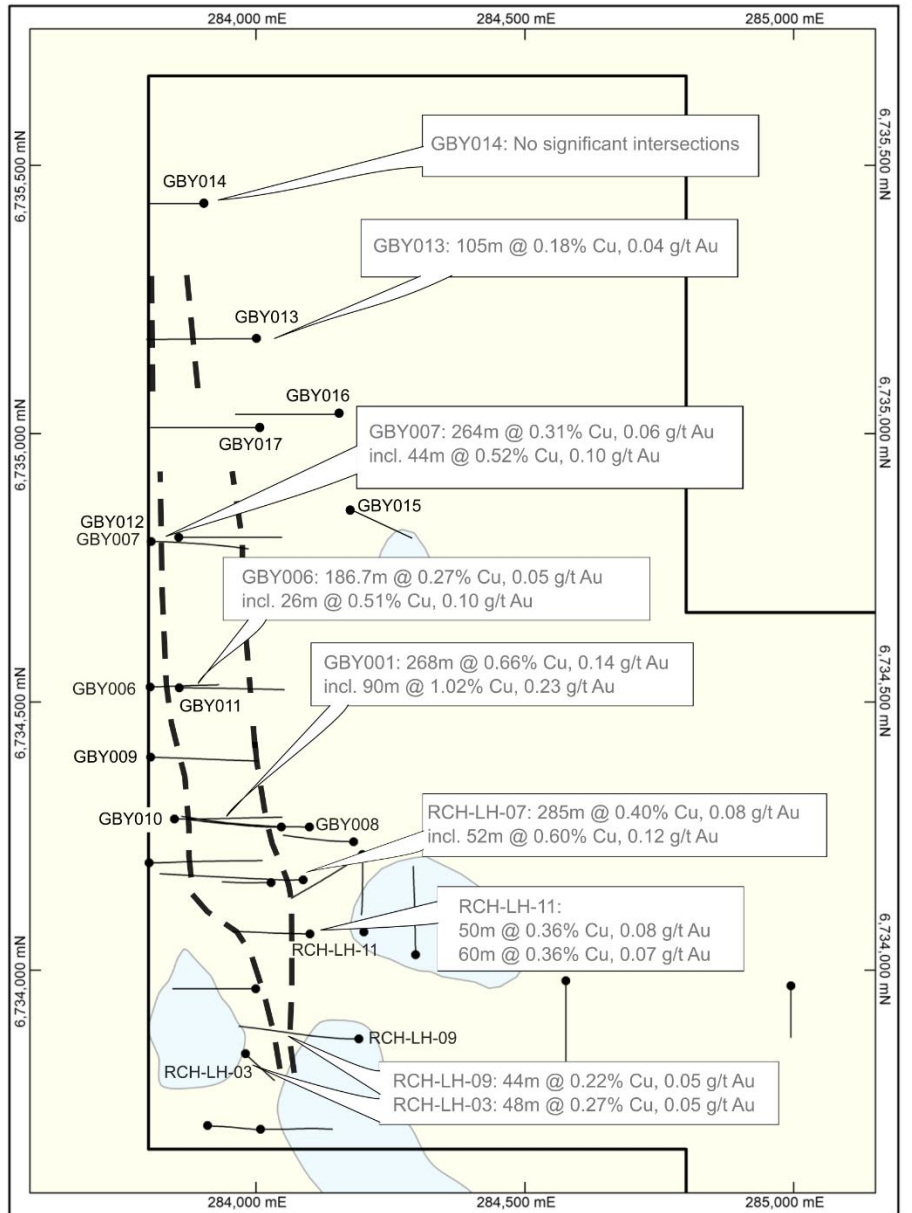 284,000 mE
284,500 mE
285,000 mE
6,735,500 mN
6,735,500 mN
GBY014: No significant intersections
GBY014
GBY013: 105m @ 0.18% Cu, 0.04 g/t Au
GBY013
6,735,000 mN
6,735,000 mN
GBY016
GBY017
GBY007: 264m @ 0.31% Cu, 0.06 g/t Au
incl. 44m @ 0.52% Cu, 0.10 g/t Au
GBY015
GBY012
GBY007
GBY006: 186.7m @ 0.27% Cu, 0.05 g/t Au
incl. 26m @ 0.51% Cu, 0.10 g/t Au
GBY001: 268m @ 0.66% Cu, 0.14 g/t Au
incl. 90m @ 1.02% Cu, 0.23 g/t Au
GBY006
GBY011
6,734,500 mN
6,734,500 mN
GBY009
GBY010
GBY008
RCH-LH-07: 285m @ 0.40% Cu, 0.08 g/t Au
incl. 52m @ 0.60% Cu, 0.12 g/t Au
RCH-LH-11:
50m @ 0.36% Cu, 0.08 g/t Au
60m @ 0.36% Cu, 0.07 g/t Au
RCH-LH-11
6,734,000 mN
6,734,000 mN
RCH-LH-09
RCH-LH-03
RCH-LH-09: 44m @ 0.22% Cu, 0.05 g/t Au
RCH-LH-03: 48m @ 0.27% Cu, 0.05 g/t Au
284,000 mE
284,500 mE
285,000 mE